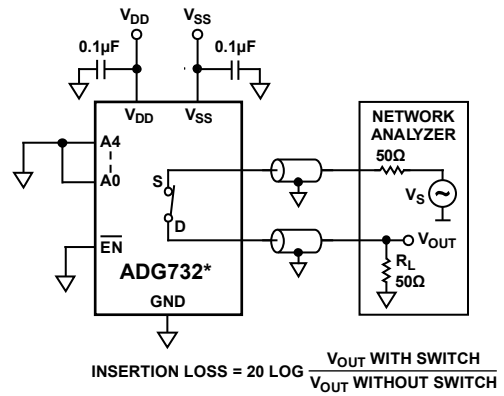 VDD
VSS
0.1µF
0.1µF
VDD
VSS
A4
A0
EN
S
D
ADG732*
GND
NETWORK
ANALYZER
50Ω
VS
VOUT
RL
50Ω
INSERTION LOSS = 20 LOG VOUT WITH SWITCH
VOUT WITHOUT SWITCH